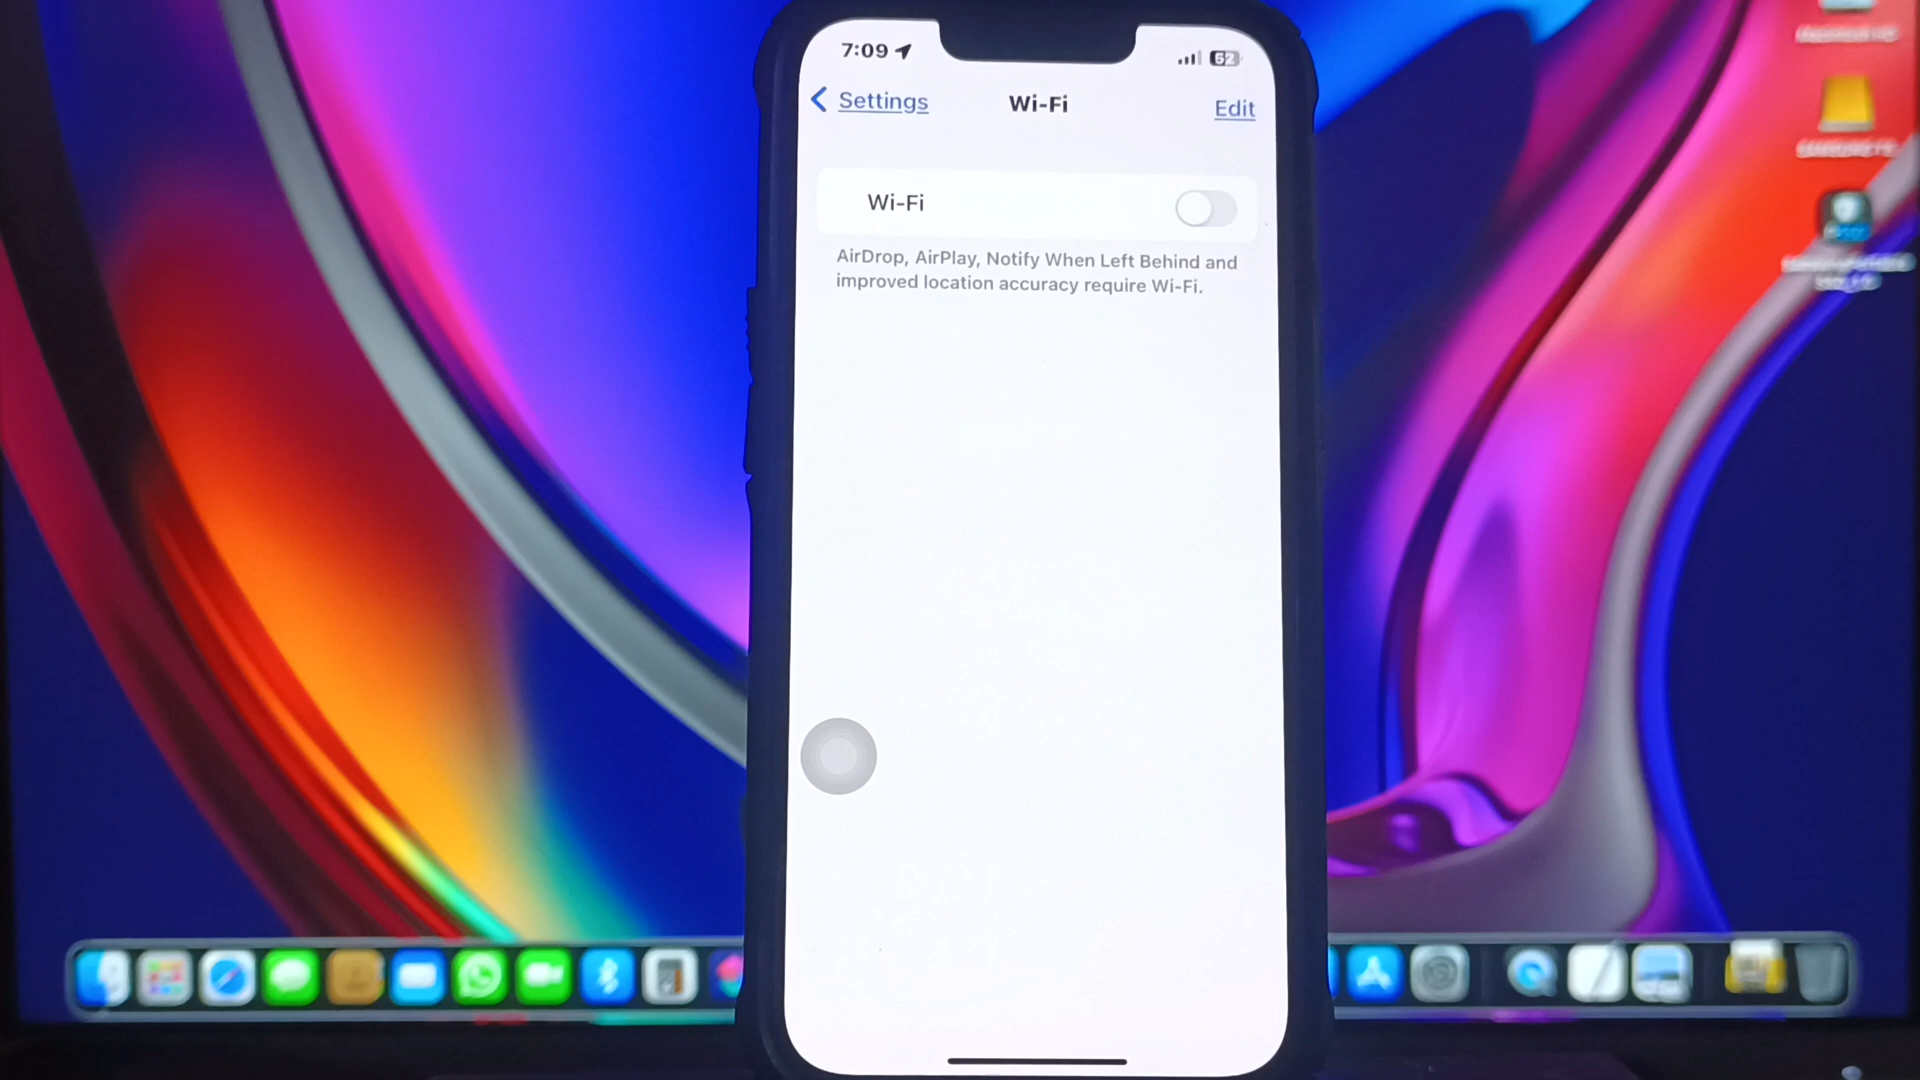 7:09
62
Settings
Wi-Fi
Edit
Wi-Fi
AirDrop, AirPlay, Notify When Left Behind and
improved location accuracy require Wi-Fi.